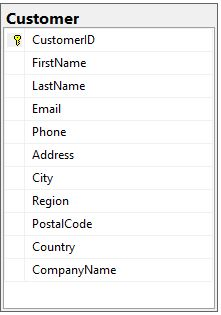 Customer
CustomerID
FirstName
LastName
Email
Phone
Address
City
Region
PostalCode
Country
CompanyName